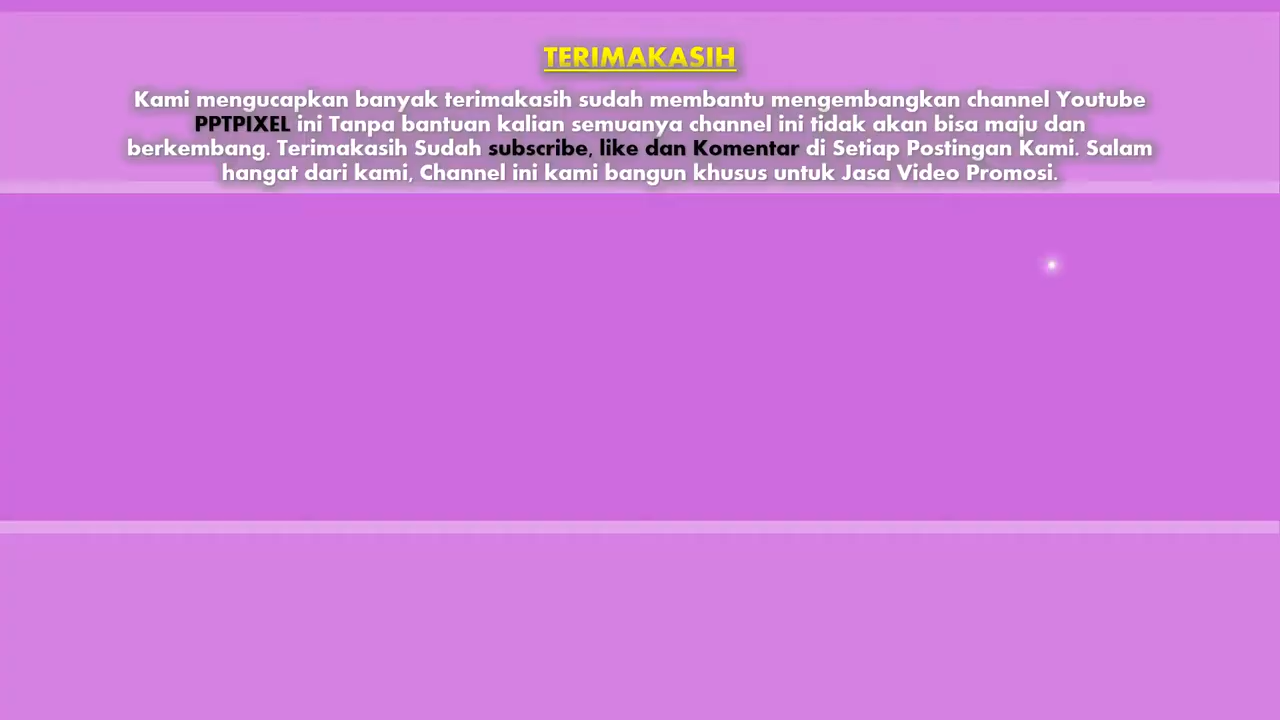 TERIMAKASIH
Kami mengucapkan banyak terimakasih sudah membantu mengembangkan channel Youtube
PPTPIXEL ini Tanpa bantuan kalian semuanya channel ini tidak akan bisa maju dan
berkembang. Terimakasih Sudah subscribe, like dan Komentar di Setiap Postingan Kami. Salam
hangat dari kami, Channel ini kami bangun khusus untuk Jasa Video Promosi.